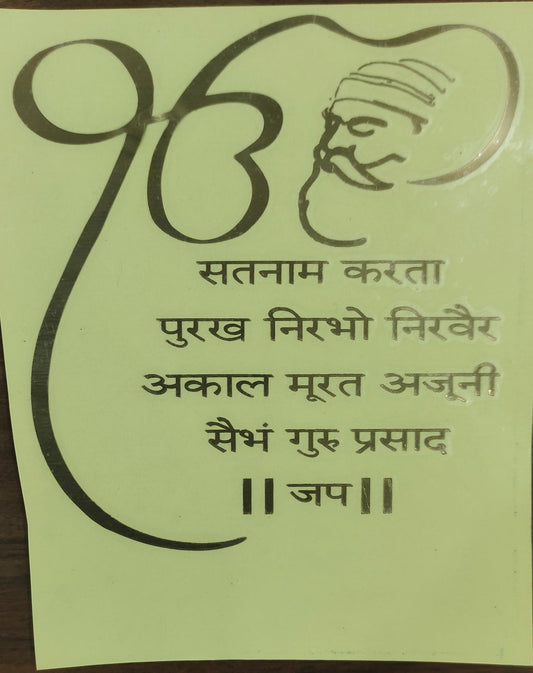 ੴ
सतनाम करता
पुरख निरभो निरवैर
अकाल मूरत अजूनी
सैभं गुरु प्रसाद
||जप||